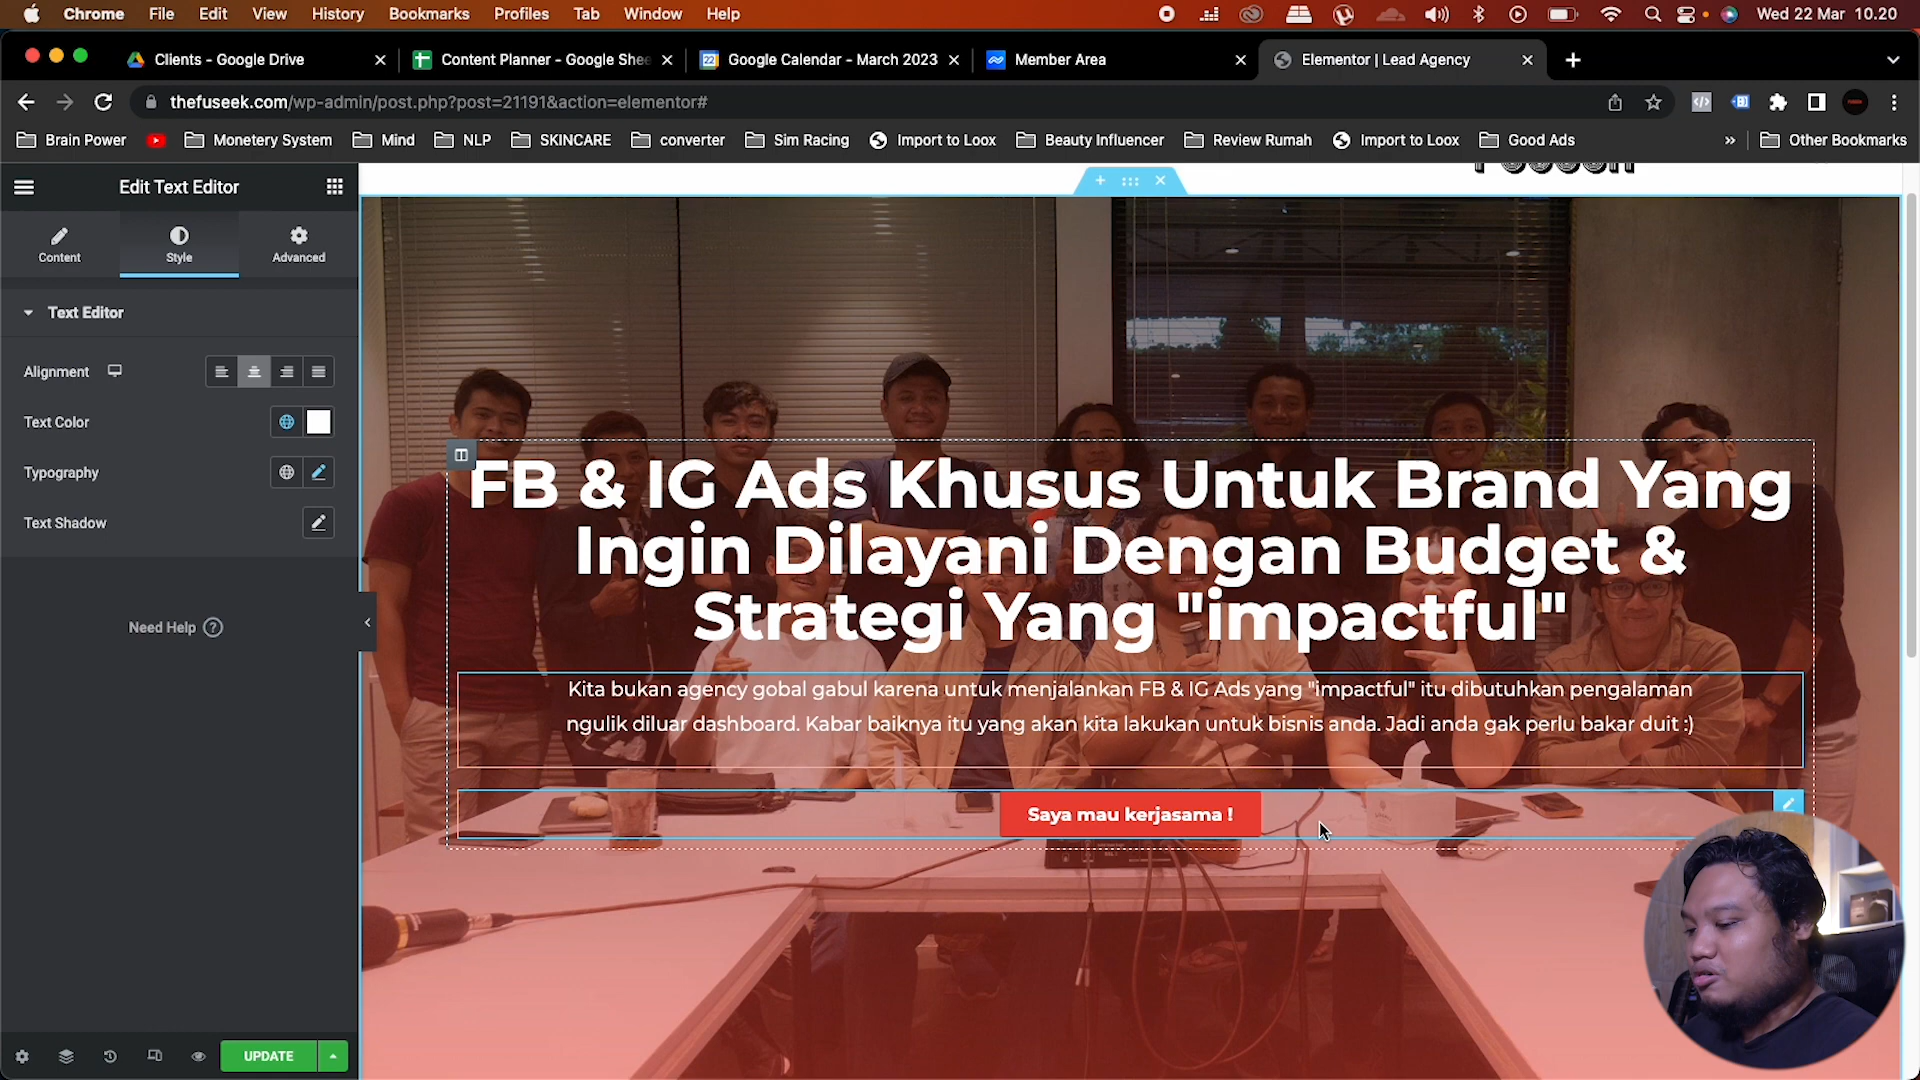 Chrome File Edit View History Bookmarks Profiles Tab Window Help Wed 22 Mar 10.20
Clients - Google Drive
Content Planner - Google She
22 Google Calendar - March 2023
Member Area
Elementor | Lead Agency
thefuseek.com/wp-admin/post.php?post=21191&action=elementor#
Brain Power Monetery System Mind NLP SKINCARE converter Sim Racing Import to Loox Beauty Influencer Review Rumah Import to Loox Good Ads » Other Bookmarks
Edit Text Editor
Content Style Advanced
Text Editor
Alignment
Text Color
Typography
Text Shadow
Need Help ?
UPDATE
FB & IG Ads Khusus Untuk Brand Yang
Ingin Dilayani Dengan Budget &
Strategi Yang "impactful"
Kita bukan agency gobal gabul karena untuk menjalankan FB & IG Ads yang "impactful" itu dibutuhkan pengalaman
ngulik diluar dashboard. Kabar baiknya itu yang akan kita lakukan untuk bisnis anda. Jadi anda gak perlu bakar duit :)
Saya mau kerjasama !